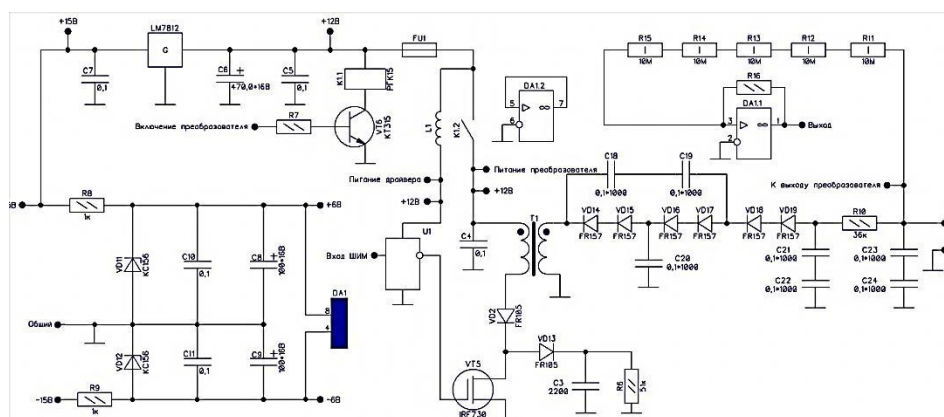 +15В
LM7812
G
+12В
FU1
C7
0,1
C6
470,0*16В
C5
0,1
K1.1
РГК15
R7
Включение преобразователя
VT6
КТ315
L1
K1.2
DA1.2
5
6
7
R15
10М
R14
10М
R13
10М
R12
10М
R11
10М
R16
DA1.1
3
2
1
Выход
Питание драйвера
+12В
Питание преобразователя
+12В
К выходу преобразователя
R8
1к
+6В
U1
Вход ШИМ
C4
0,1
T1
C18
0,1*1000
C19
0,1*1000
VD14
FR157
VD15
FR157
VD16
FR157
VD17
FR157
VD18
FR157
VD19
FR157
R10
36к
C20
0,1*1000
C21
0,1*1000
C22
0,1*1000
C23
0,1*1000
C24
0,1*1000
VD11
КС156
C10
0,1
C8
100*16В
DA1
8
4
Общий
VD12
КС156
C11
0,1
C9
100*16В
R9
1к
-15В
-6В
VD2
FR105
VT5
IRF730
VD13
FR105
C3
2200
R6
51к